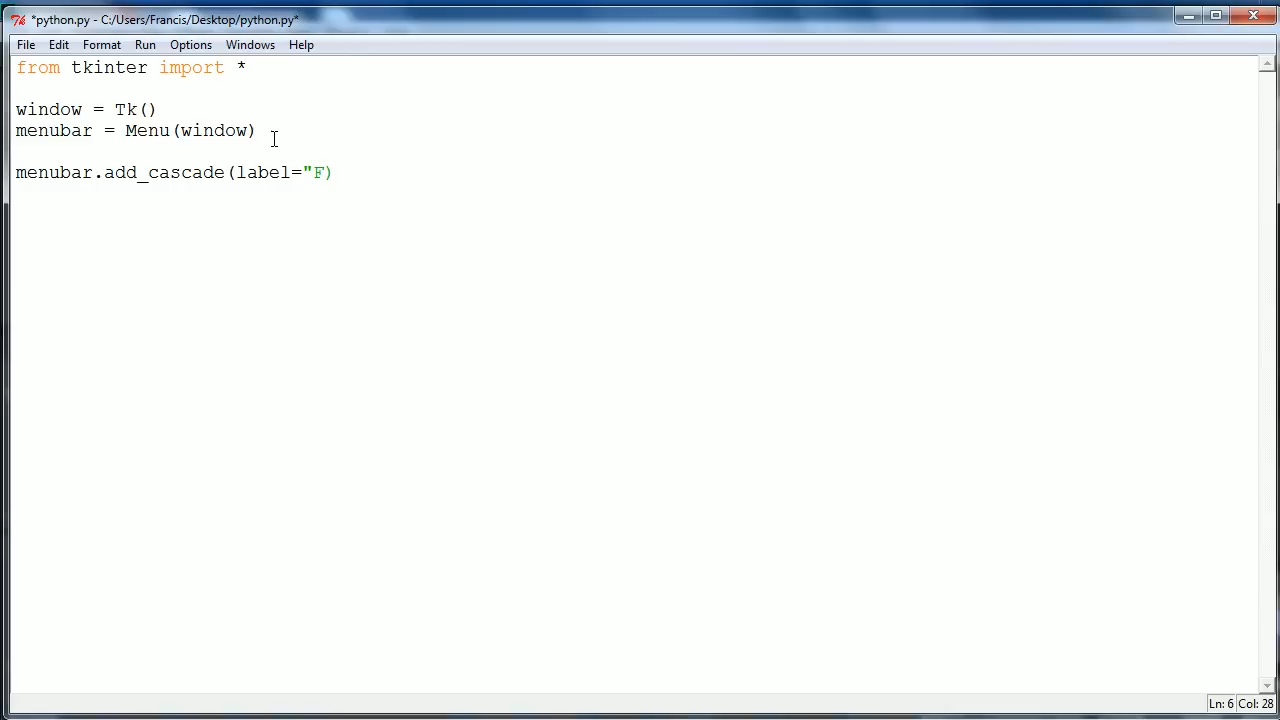 *python.py - C:/Users/Francis/Desktop/python.py*
File Edit Format Run Options Windows Help
from tkinter import *
window = Tk()
menubar = Menu(window)
menubar.add_cascade(label="F)
Ln: 6 Col: 28